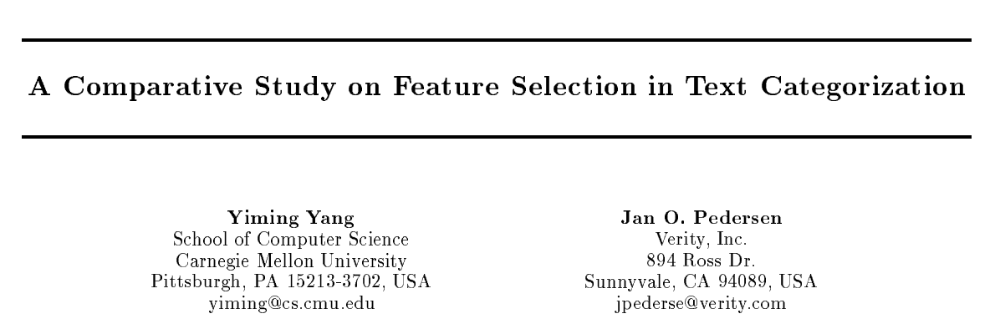 A Comparative Study on Feature Selection in Text Categorization
Yiming Yang
School of Computer Science
Carnegie Mellon University
Pittsburgh, PA 15213-3702, USA
yiming@cs.cmu.edu
Jan O. Pedersen
Verity, Inc.
894 Ross Dr.
Sunnyvale, CA 94089, USA
jpederse@verity.com